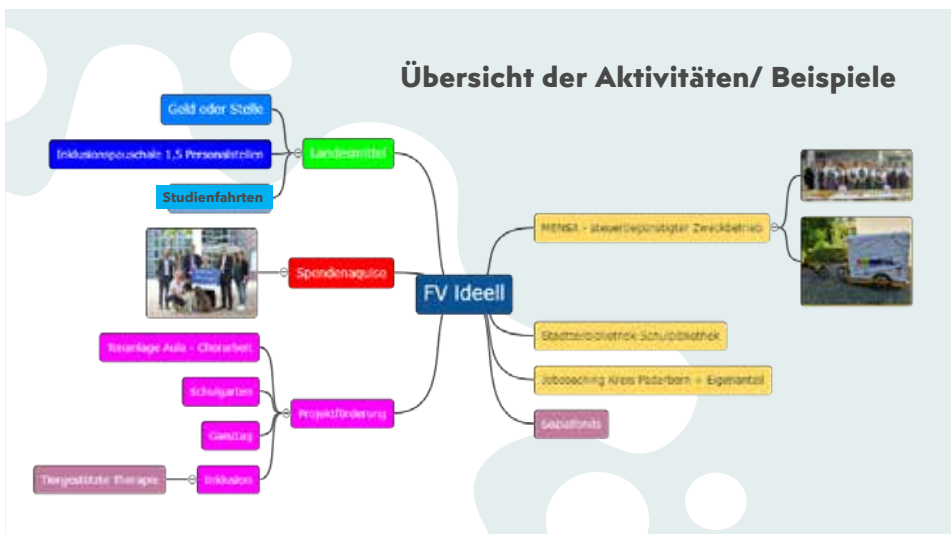 Übersicht der Aktivitäten/ Beispiele
Geld oder Stelle
Inklusionspauschale 1,5 Personalstellen
Studienfahrten
Landesmittel
Spendenaquise
FV Ideell
Tonanlage Aula - Chorarbeit
Schulgarten
Ganztag
Inklusion
Tiergestützte Therapie
Projektförderung
MENSA - steuerbegünstigter Zweckbetrieb
Stadtteilbibliothek Schulbibliothek
Jobcoaching Kreis Paderborn + Eigenanteil
Sozialfonds